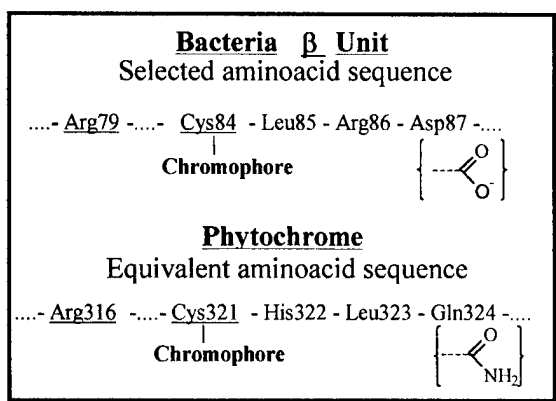 Bacteria β Unit
Selected aminoacid sequence
....- Arg79 -....- Cys84 - Leu85 - Arg86 - Asp87 -....
Chromophore
O
O-
Phytochrome
Equivalent aminoacid sequence
....- Arg316 -....- Cys321 - His322 - Leu323 - Gln324 -....
Chromophore
O
NH2